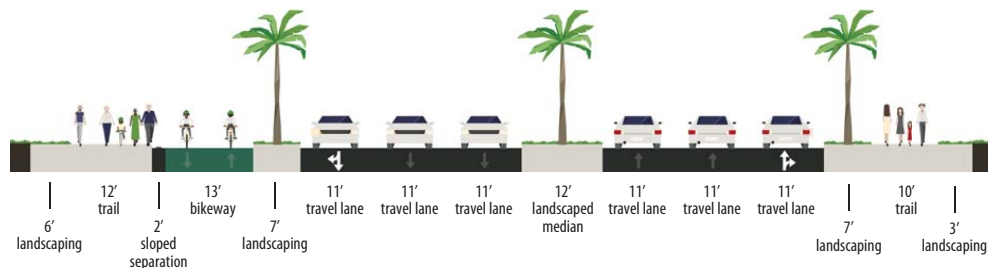 12’
trail
13’
bikeway
11’
travel lane
11’
travel lane
11’
travel lane
12’
landscaped
median
11’
travel lane
11’
travel lane
11’
travel lane
10’
trail
6’
landscaping
2’
sloped
separation
7’
landscaping
7’
landscaping
3’
landscaping